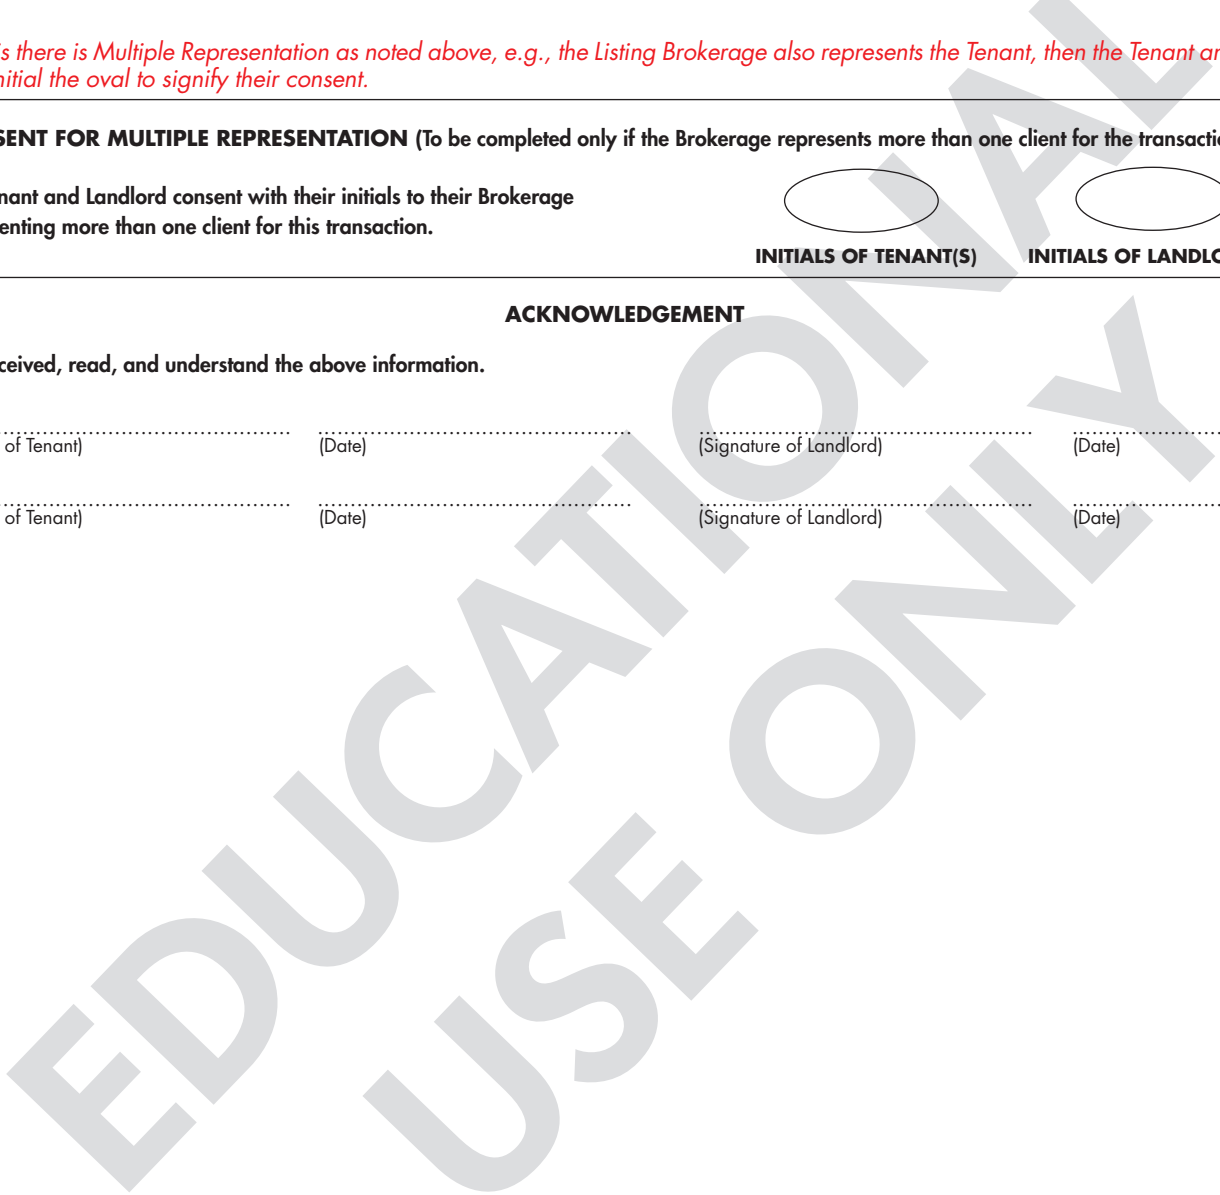 s there is Multiple Representation as noted above, e.g., the Listing Brokerage also represents the Tenant, then the Tenant
nitial the oval to signify their consent.
SENT FOR MULTIPLE REPRESENTATION (To be completed only if the Brokerage represents more than one client for the transacti
nant and Landlord consent with their initials to their Brokerage
enting more than one client for this transaction.
INITIALS OF TENANT(S) INITIALS OF LANDLO
ACKNOWLEDGEMENT
ceived, read, and understand the above information.
of Tenant) (Date) (Signature of Landlord) (Date)
of Tenant) (Date) (Signature of Landlord) (Date)
EDUCATIONAL
USE ONLY